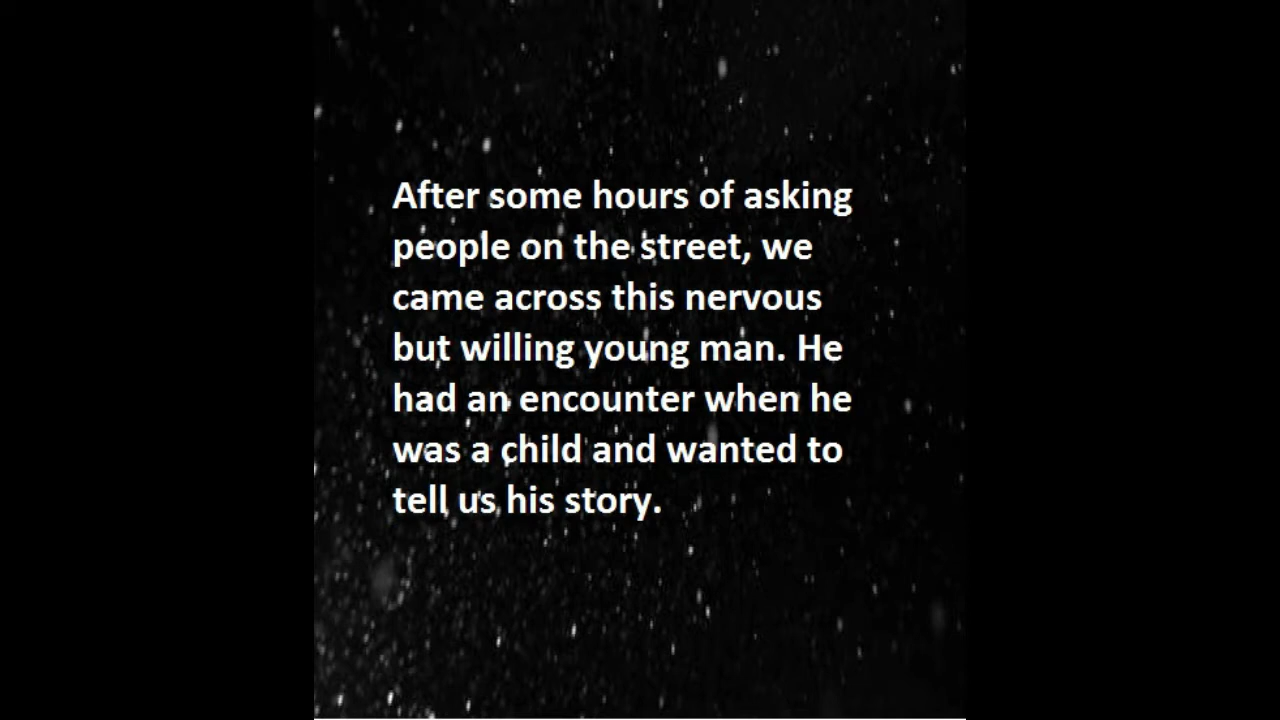 After some hours of asking
people on the street, we
came across this nervous
but willing young man. He
had an encounter when he
was a child and wanted to
tell us his story.